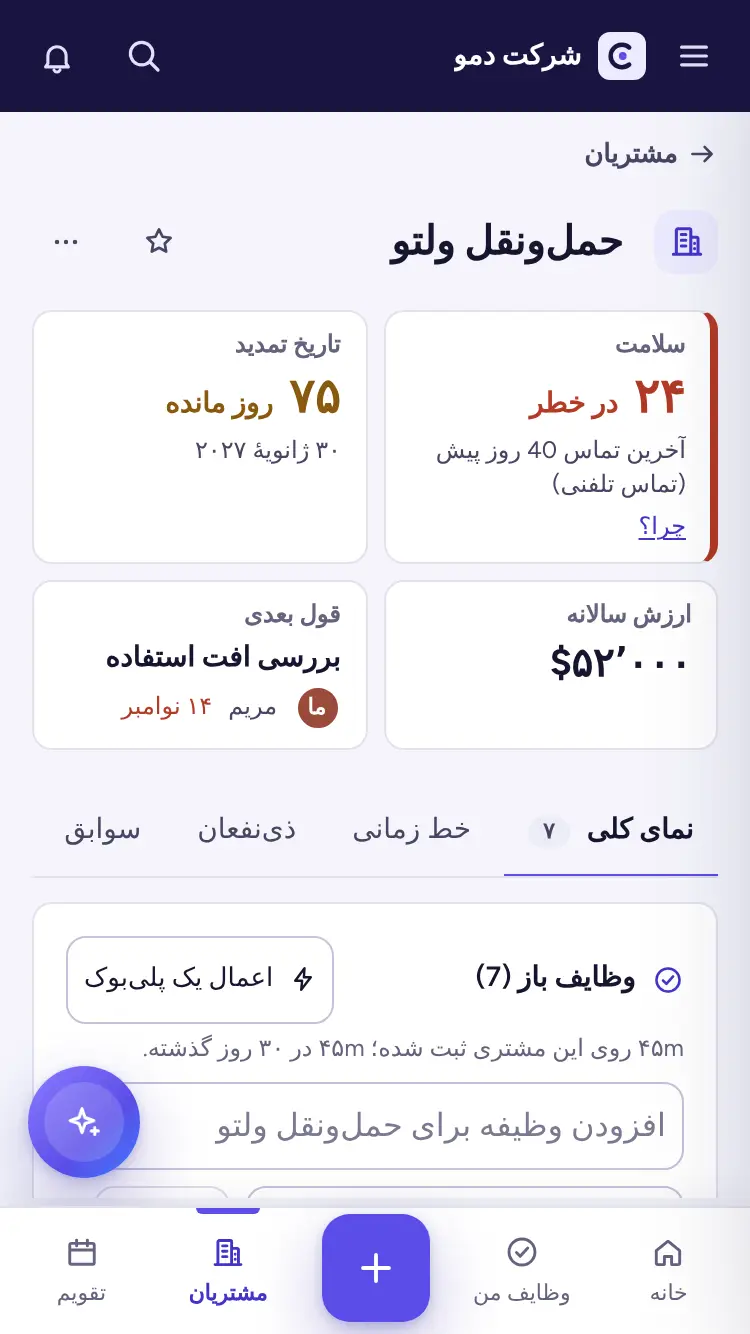 شرکت دمو
مشتریان
حمل‌ونقل ولتو
سلامت
۲۴ در خطر
آخرین تماس 40 روز پیش
(تماس تلفنی)
چرا؟
تاریخ تمدید
۷۵ روز مانده
۳۰ ژانویهٔ ۲۰۲۷
ارزش سالانه
$۵۲٬۰۰۰
قول بعدی
بررسی افت استفاده
ما مریم ۱۴ نوامبر
نمای کلی ۷ خط زمانی ذی‌نفعان سوابق
وظایف باز (7)
اعمال یک پلی‌بوک
۴۵m روی این مشتری ثبت شده؛ ۴۵m در ۳۰ روز گذشته.
افزودن وظیفه برای حمل‌ونقل ولتو
خانه وظایف من مشتریان تقویم